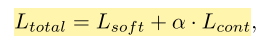 L_{total} = L_{soft} + α · L_{cont},